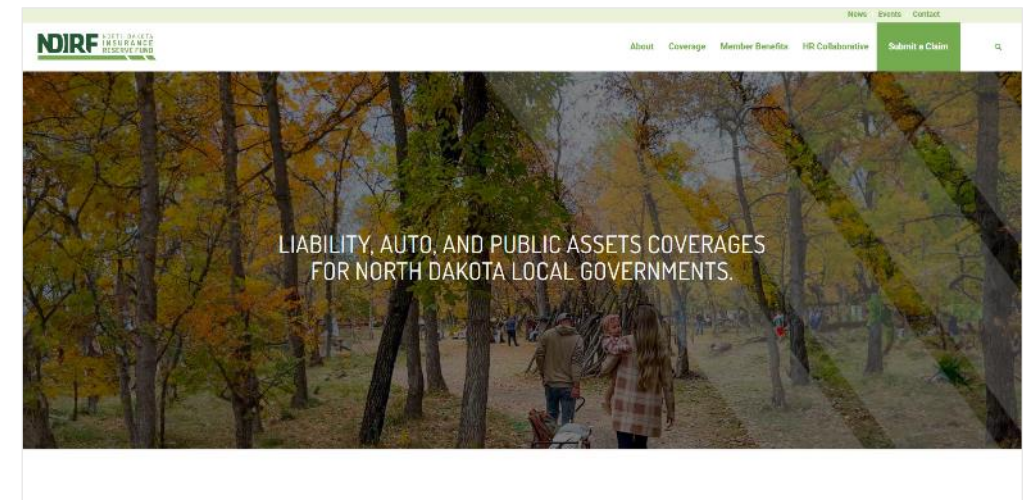 News Events Contact
NDIRF NORTH DAKOTA
INSURANCE
RESERVE FUND
About Coverage Member Benefits HR Collaborative Submit a Claim
LIABILITY, AUTO, AND PUBLIC ASSETS COVERAGES
FOR NORTH DAKOTA LOCAL GOVERNMENTS.